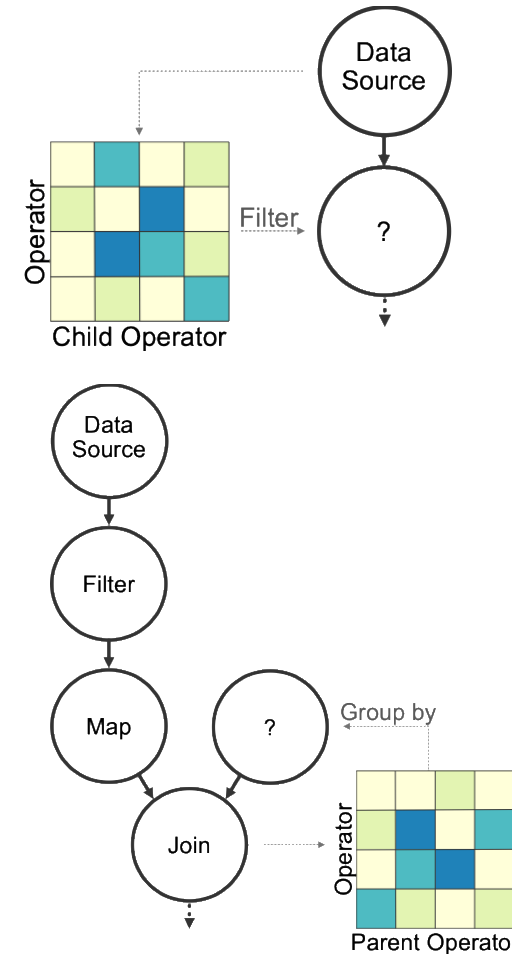 Data
Source
Filter
?
Operator
Child Operator
Data
Source
Filter
Map
?
Group by
Join
Operator
Parent Operato